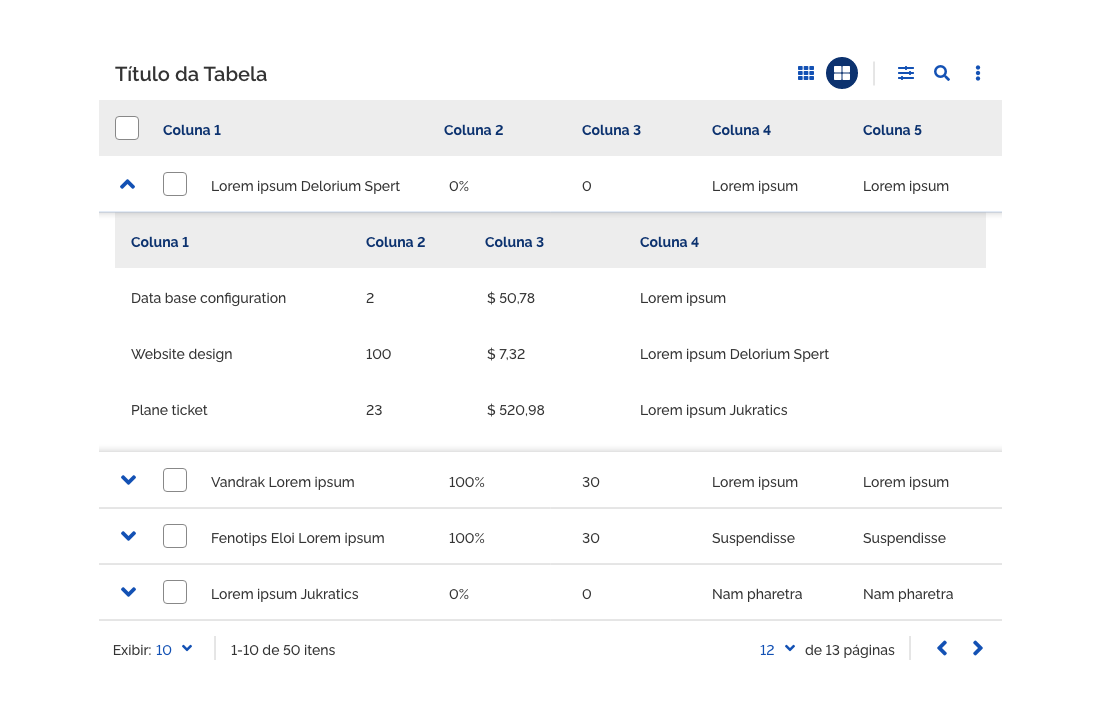 Título da Tabela
Coluna 1 Coluna 2 Coluna 3 Coluna 4 Coluna 5
Lorem ipsum Delorium Spert 0% 0 Lorem ipsum Lorem ipsum
Coluna 1 Coluna 2 Coluna 3 Coluna 4
Data base configuration 2 $ 50,78 Lorem ipsum
Website design 100 $ 7,32 Lorem ipsum Delorium Spert
Plane ticket 23 $ 520,98 Lorem ipsum Jukratics
Vandrak Lorem ipsum 100% 30 Lorem ipsum Lorem ipsum
Fenotips Eloi Lorem ipsum 100% 30 Suspendisse Suspendisse
Lorem ipsum Jukratics 0% 0 Nam pharetra Nam pharetra
Exibir: 10 1-10 de 50 itens 12 de 13 páginas